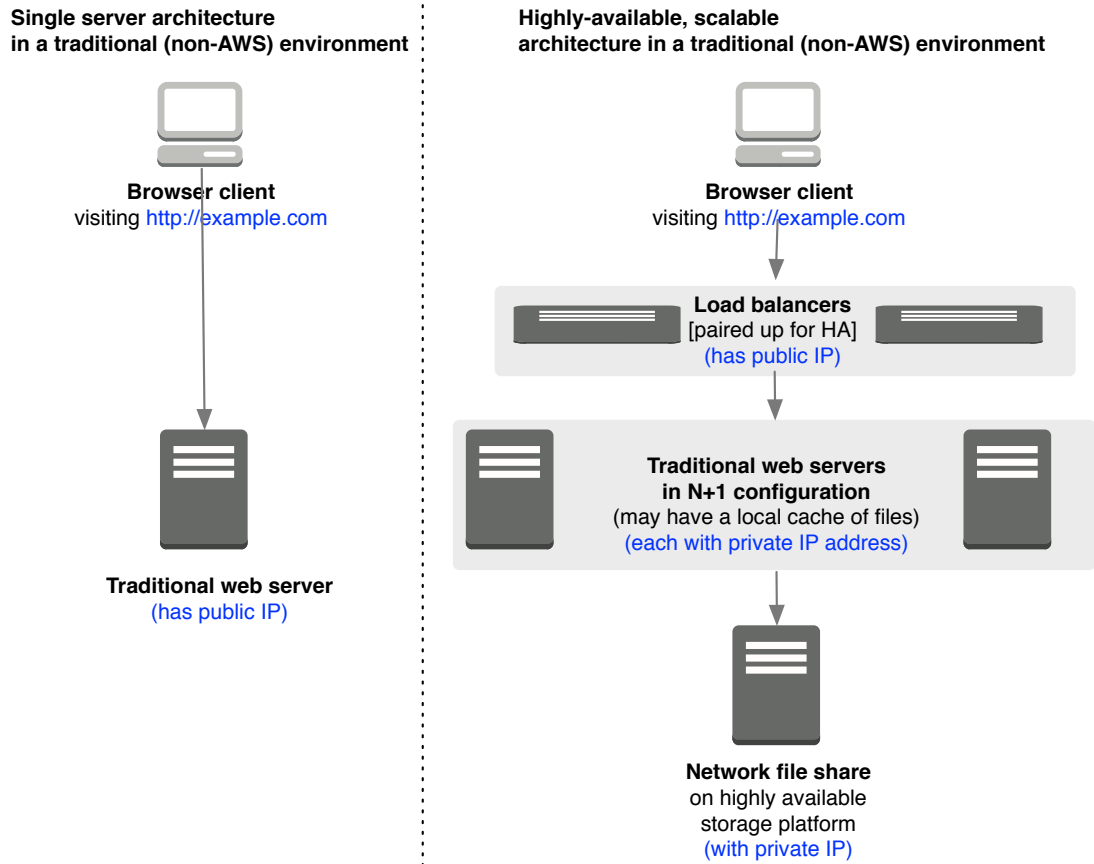 Single server architecture
in a traditional (non-AWS) environment
Browser client
visiting http://example.com
Traditional web server
(has public IP)
Highly-available, scalable
architecture in a traditional (non-AWS) environment
Browser client
visiting http://example.com
Load balancers
[paired up for HA]
(has public IP)
Traditional web servers
in N+1 configuration
(may have a local cache of files)
(each with private IP address)
Network file share
on highly available
storage platform
(with private IP)